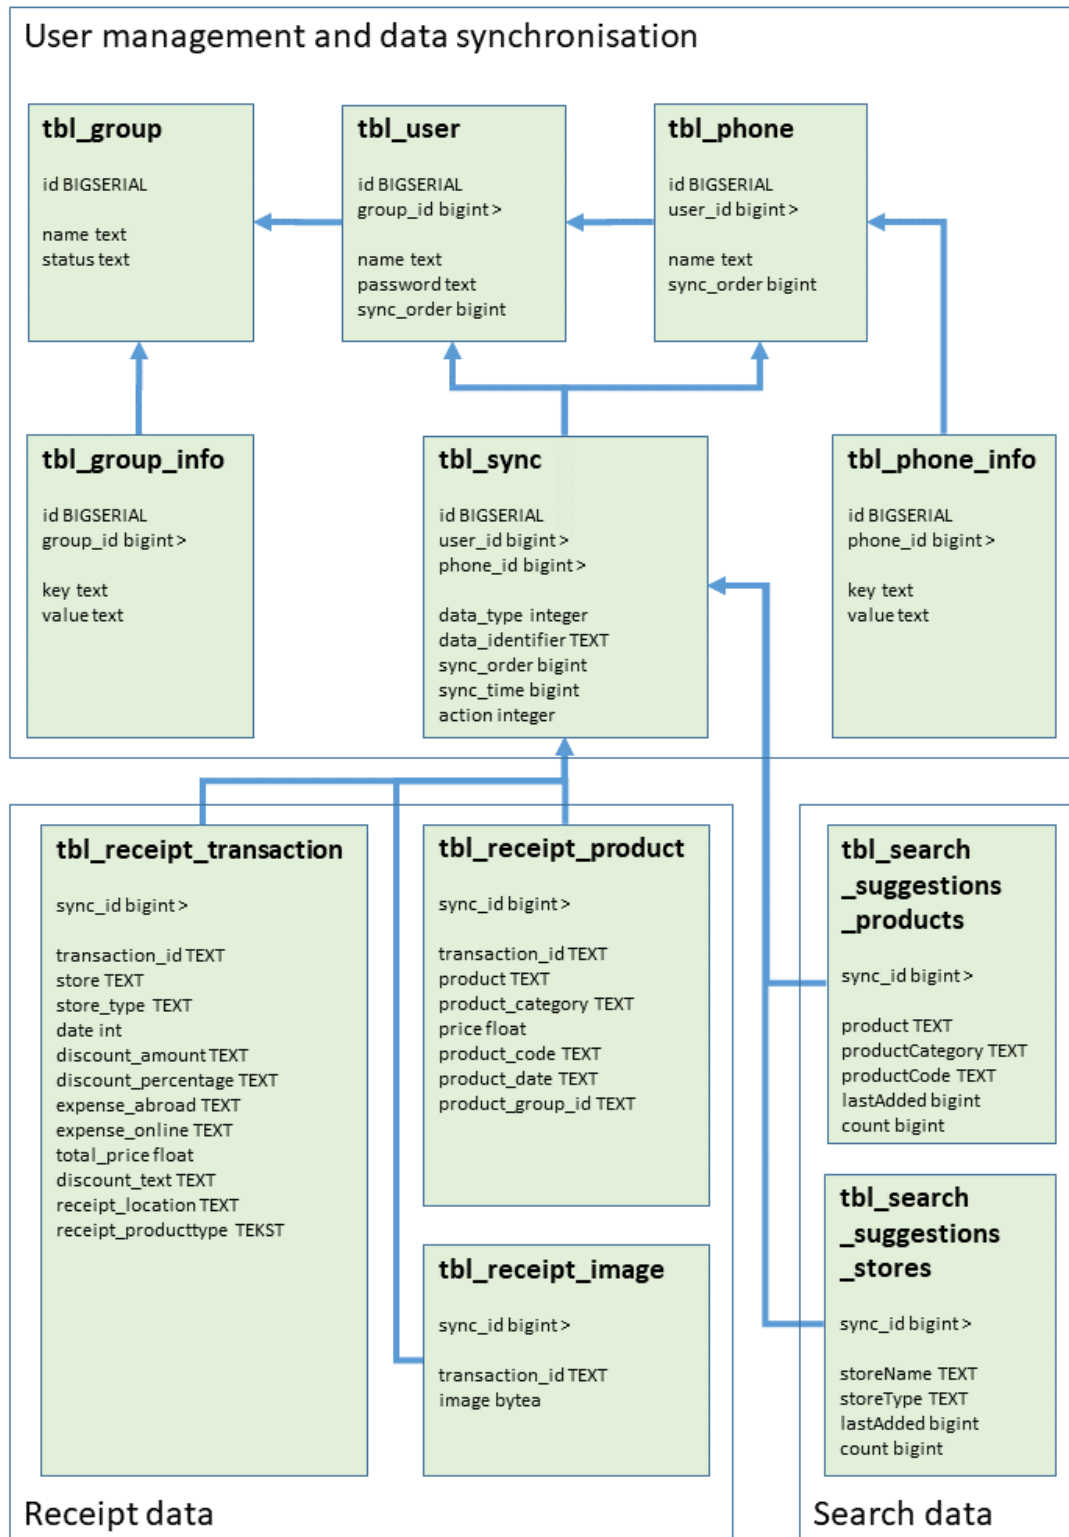 User management and data synchronisation
tbl_group
id BIGSERIAL
name text
status text
tbl_user
id BIGSERIAL
group_id bigint >
name text
password text
sync_order bigint
tbl_phone
id BIGSERIAL
user_id bigint >
name text
sync_order bigint
tbl_group_info
id BIGSERIAL
group_id bigint >
key text
value text
tbl_sync
id BIGSERIAL
user_id bigint >
phone_id bigint >
data_type integer
data_identifier TEXT
sync_order bigint
sync_time bigint
action integer
tbl_phone_info
id BIGSERIAL
phone_id bigint >
key text
value text
tbl_receipt_transaction
sync_id bigint >
transaction_id TEXT
store TEXT
store_type TEXT
date int
discount_amount TEXT
discount_percentage TEXT
expense_abroad TEXT
expense_online TEXT
total_price float
discount_text TEXT
receipt_location TEXT
receipt_producttype TEKST
tbl_receipt_product
sync_id bigint >
transaction_id TEXT
product TEXT
product_category TEXT
price float
product_code TEXT
product_date TEXT
product_group_id TEXT
tbl_receipt_image
sync_id bigint >
transaction_id TEXT
image bytea
Receipt data
tbl_search
_suggestions
_products
sync_id bigint >
product TEXT
productCategory TEXT
productCode TEXT
lastAdded bigint
count bigint
tbl_search
_suggestions
_stores
sync_id bigint >
storeName TEXT
storeType TEXT
lastAdded bigint
count bigint
Search data